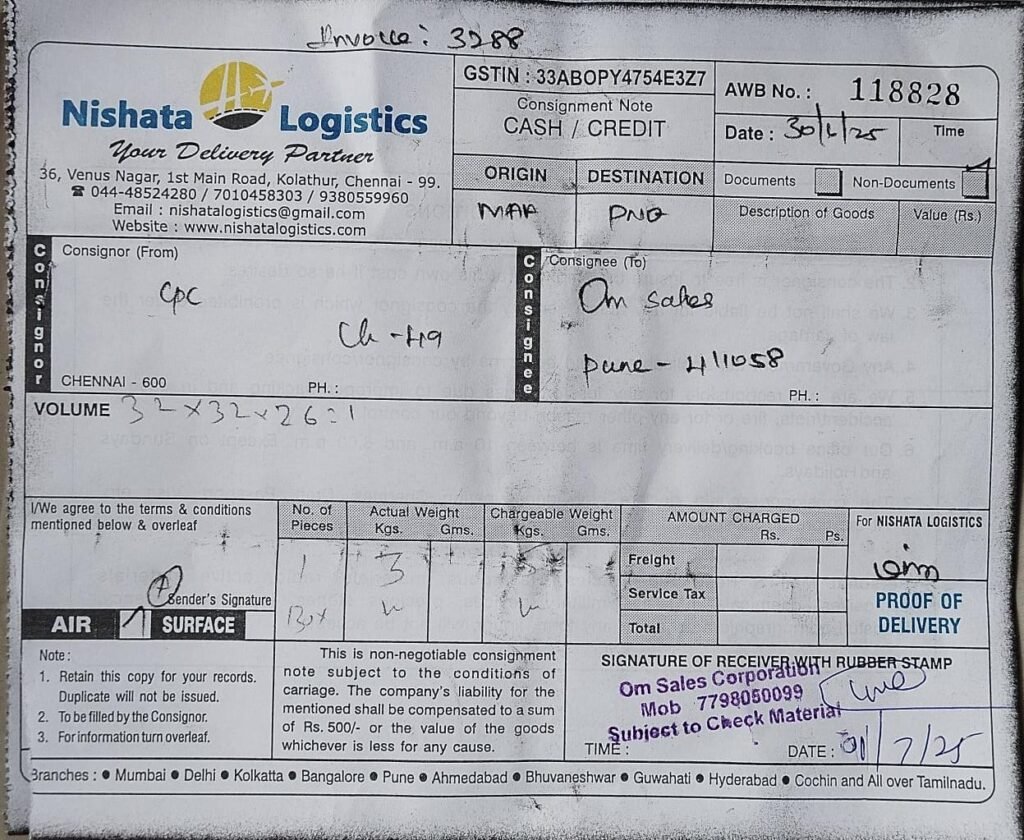 Invoice: 3288
Nishata Logistics
Your Delivery Partner
36, Venus Nagar, 1st Main Road, Kolathur, Chennai - 99.
☎ 044-48524280 / 7010458303 / 9380559960
Email : nishatalogistics@gmail.com
Website : www.nishatalogistics.com
GSTIN : 33ABOPY4754E3Z7
Consignment Note
CASH / CREDIT
AWB No. : 118828
Date : 30/6/25
Time
ORIGIN
DESTINATION
MAA
PNQ
Documents
Non-Documents
Description of Goods
Value (Rs.)
Consignor
Consignor (From)
CPC
Ch-49
CHENNAI - 600
PH. :
Consignee
Consignee (To)
Om Sales
Pune - 411058
PH. :
VOLUME 32x32x26=1
I/We agree to the terms & conditions
mentioned below & overleaf
Sender's Signature
AIR
SURFACE
No. of
Pieces
1
Box
Actual Weight
Kgs. Gms.
3
Chargeable Weight
Kgs. Gms.
AMOUNT CHARGED
Rs. Ps.
Freight
Service Tax
Total
For NISHATA LOGISTICS
PROOF OF
DELIVERY
Note :
1. Retain this copy for your records.
Duplicate will not be issued.
2. To be filled by the Consignor.
3. For information turn overleaf.
This is non-negotiable consignment
note subject to the conditions of
carriage. The company's liability for the
mentioned shall be compensated to a sum
of Rs. 500/- or the value of the goods
whichever is less for any cause.
SIGNATURE OF RECEIVER WITH RUBBER STAMP
Om Sales Corporation
Mob 7798050099
Subject to Check Material
TIME :
DATE : 01/7/25
Branches : ● Mumbai ● Delhi ● Kolkatta ● Bangalore ● Pune ● Ahmedabad ● Bhuvaneshwar ● Guwahati ● Hyderabad ● Cochin and All over Tamilnadu.